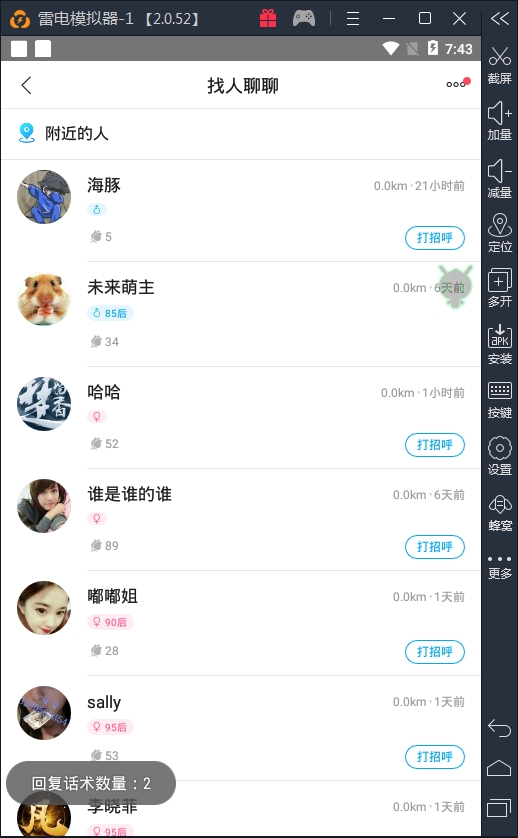 雷电模拟器-1 【2.0.52】
7:43
截屏
加量
减量
定位
多开
APK
安装
按键
设置
蜂窝
更多
找人聊聊
附近的人
海豚
0.0km · 21小时前
5
打招呼
未来萌主
0.0km · 6天前
85后
34
哈哈
0.0km · 1小时前
52
打招呼
谁是谁的谁
0.0km · 6天前
89
打招呼
嘟嘟姐
0.0km · 1天前
90后
28
打招呼
sally
0.0km · 1天前
95后
53
打招呼
回复话术数量：2
李晓菲
0.0km · 1天前
95后